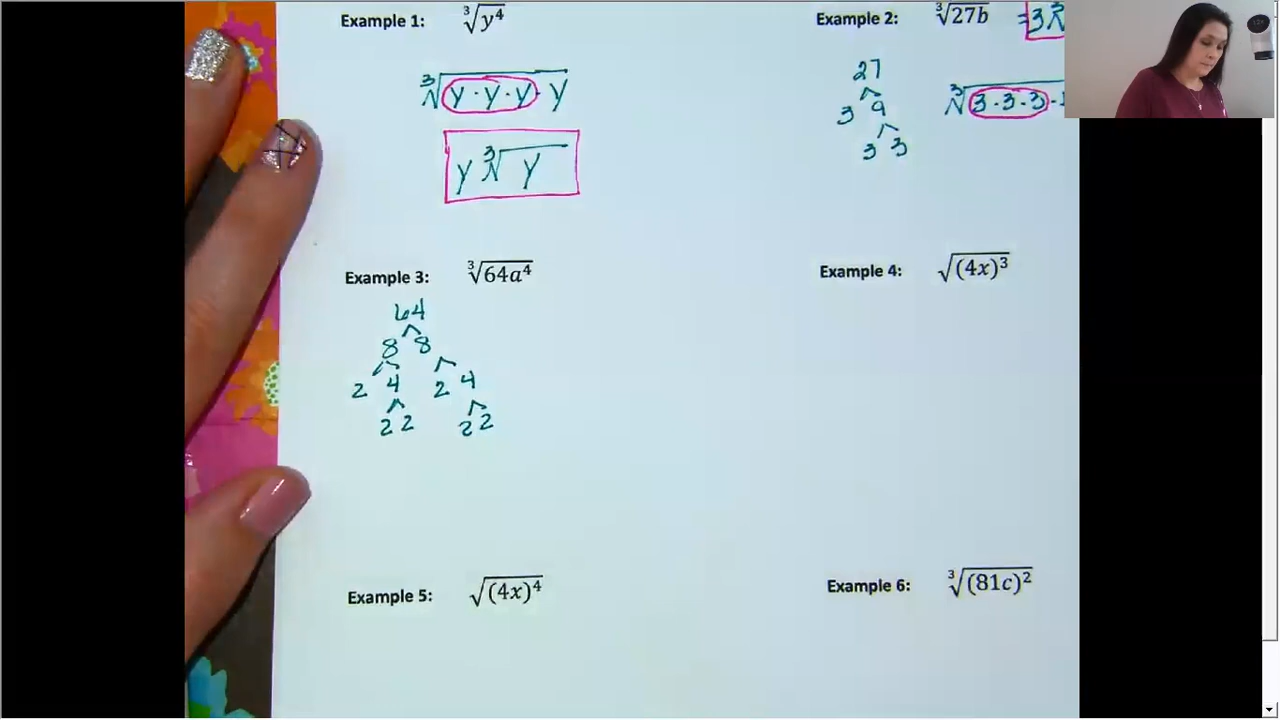 Example 1: ∛y⁴
Example 2: ∛27b = 3∛
∛y · y · y · y
y ∛y
27
3 9
3 3
∛3 · 3 · 3 ·
Example 3: ∛64a⁴
64
8 8
2 4 2 4
2 2 2 2
Example 4: √(4x)³
Example 5: √(4x)⁴
Example 6: ∛(81c)²